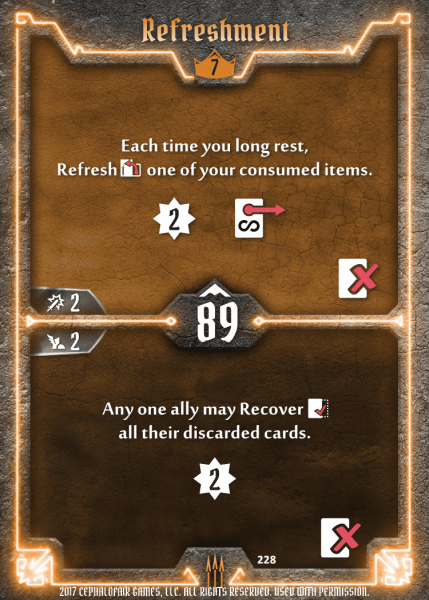 Refreshment
7
Each time you long rest,
Refresh one of your consumed items.
2
2
89
2
Any one ally may Recover
all their discarded cards.
2
228
2017 CEPHALOFAIR GAMES, LLC. ALL RIGHTS RESERVED. USED WITH PERMISSION.